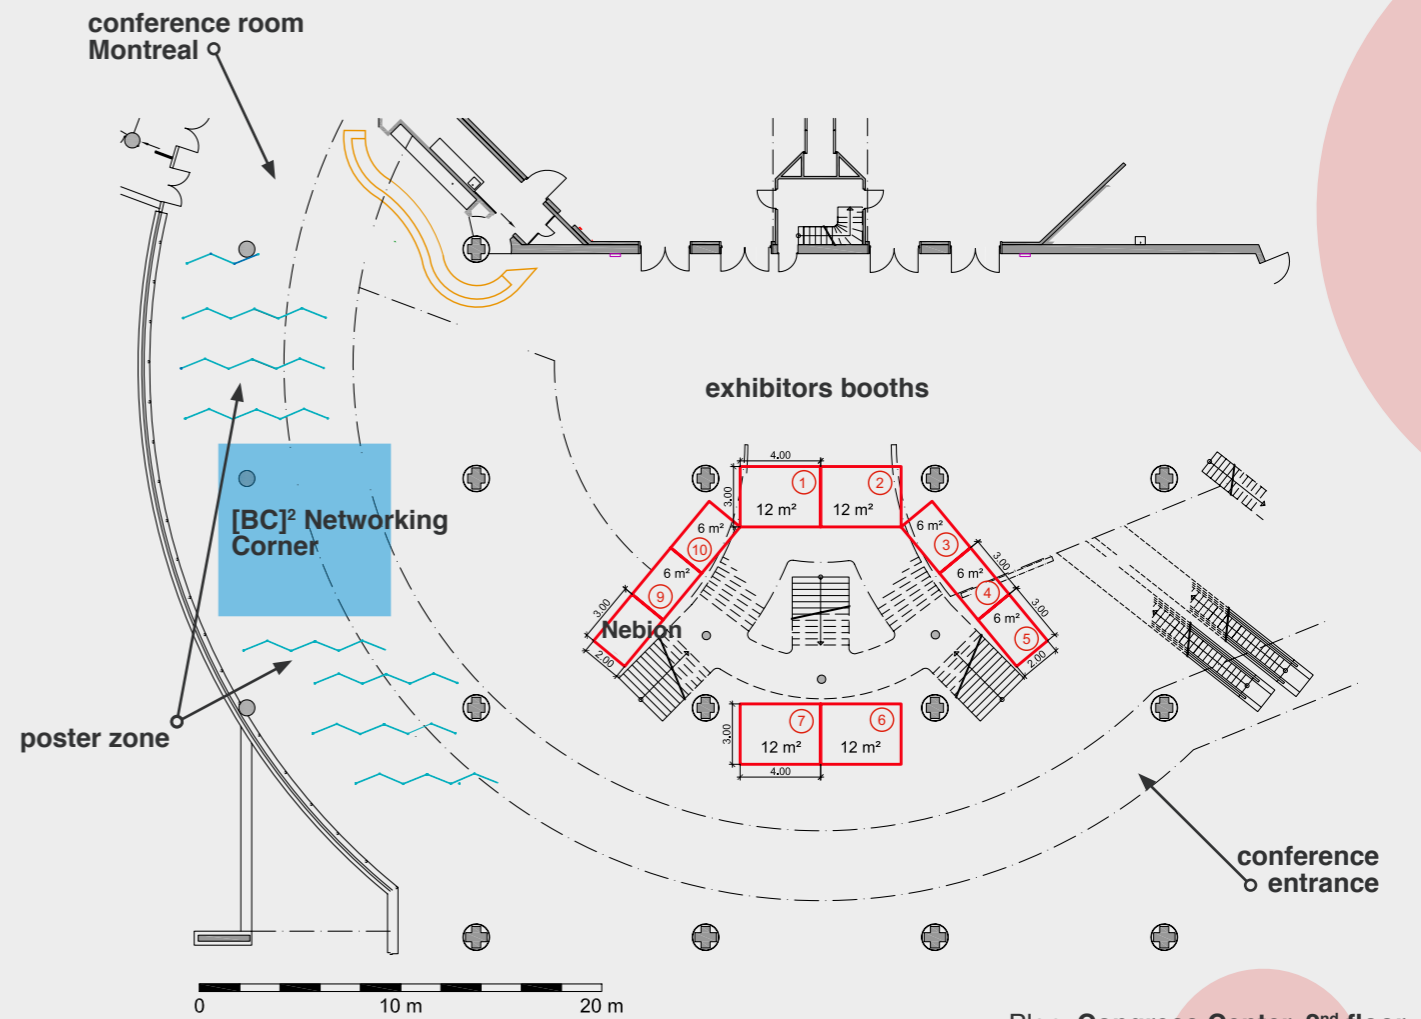 conference room
Montreal
exhibitors booths
4.00
3.00
1
2
12 m²
12 m²
6 m²
10
6 m²
3
[BC]² Networking
Corner
6 m²
9
6 m²
4
3.00
3.00
3.00
6 m²
5
Nebion
2.00
2.00
poster zone
7
6
3.00
12 m²
12 m²
4.00
conference
entrance
0
10 m
20 m